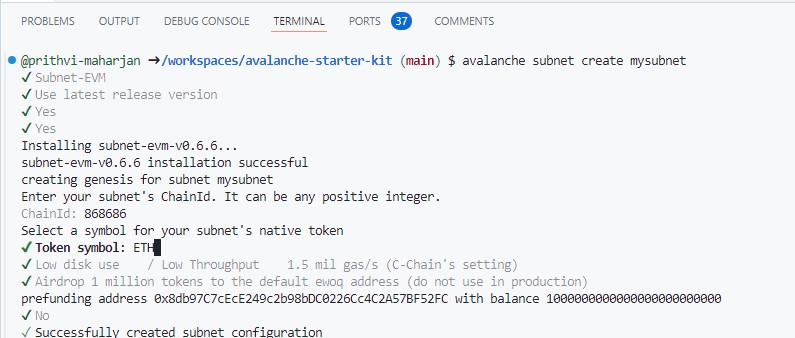 PROBLEMS OUTPUT DEBUG CONSOLE TERMINAL PORTS 37 COMMENTS
@prithvi-maharjan →/workspaces/avalanche-starter-kit (main) $ avalanche subnet create mysubnet
✓ Subnet-EVM
✓ Use latest release version
✓ Yes
✓ Yes
Installing subnet-evm-v0.6.6...
subnet-evm-v0.6.6 installation successful
creating genesis for subnet mysubnet
Enter your subnet's ChainId. It can be any positive integer.
ChainId: 868686
Select a symbol for your subnet's native token
✓ Token symbol: ETH
✓ Low disk use / Low Throughput 1.5 mil gas/s (C-Chain's setting)
✓ Airdrop 1 million tokens to the default ewoq address (do not use in production)
prefunding address 0x8db97C7cEcE249c2b98bDC0226Cc4C2A57BF52FC with balance 1000000000000000000000000
✓ No
✓ Successfully created subnet configuration